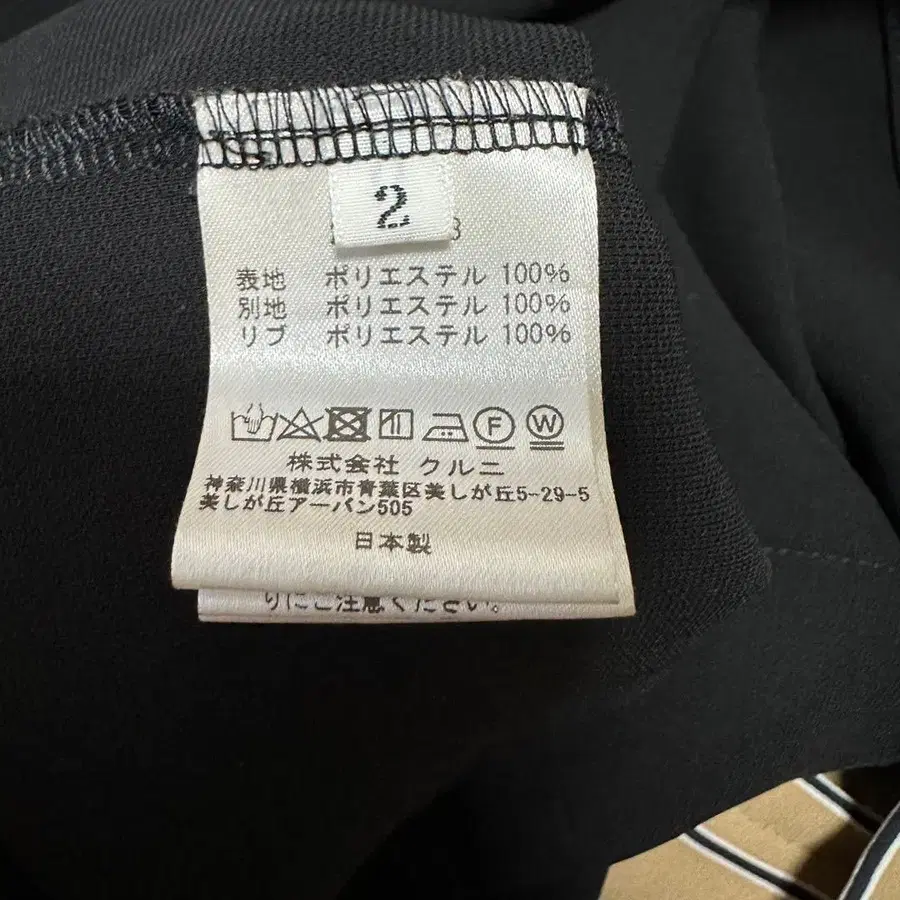 2
表地 ポリエステル 100%
別地 ポリエステル 100%
リブ ポリエステル 100%
F W
株式会社 クルニ
神奈川県横浜市青葉区美しが丘5-29-5
美しが丘アーバン505
日本製
りにご注意ください。